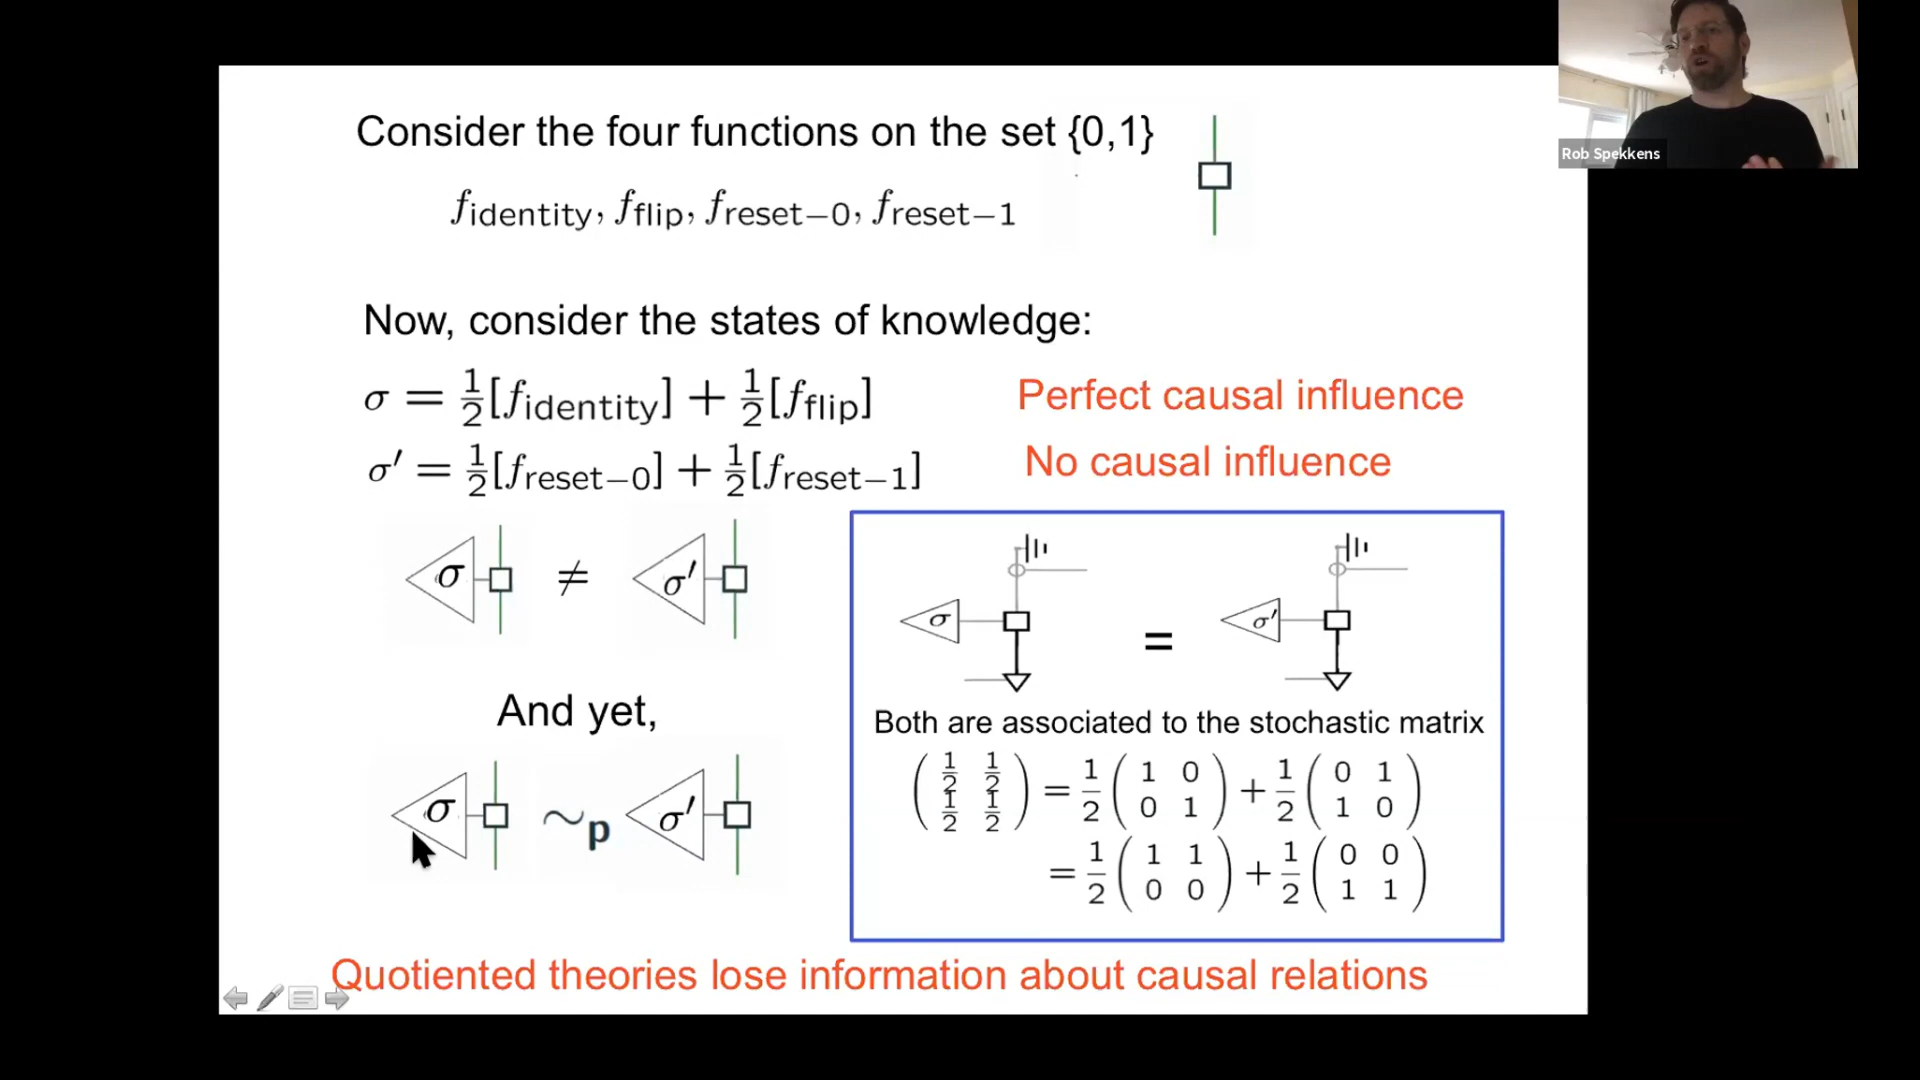 Consider the four functions on the set {0,1}
f_identity, f_flip, f_reset−0, f_reset−1
Rob Spekkens
Now, consider the states of knowledge:
σ = 1/2[f_identity] + 1/2[f_flip]
Perfect causal influence
σ′ = 1/2[f_reset−0] + 1/2[f_reset−1]
No causal influence
σ ≠ σ′
σ = σ′
And yet,
σ ∼p σ′
Both are associated to the stochastic matrix
(1/2 1/2; 1/2 1/2) = 1/2 (1 0; 0 1) + 1/2 (0 1; 1 0)
= 1/2 (1 1; 0 0) + 1/2 (0 0; 1 1)
Quotiented theories lose information about causal relations